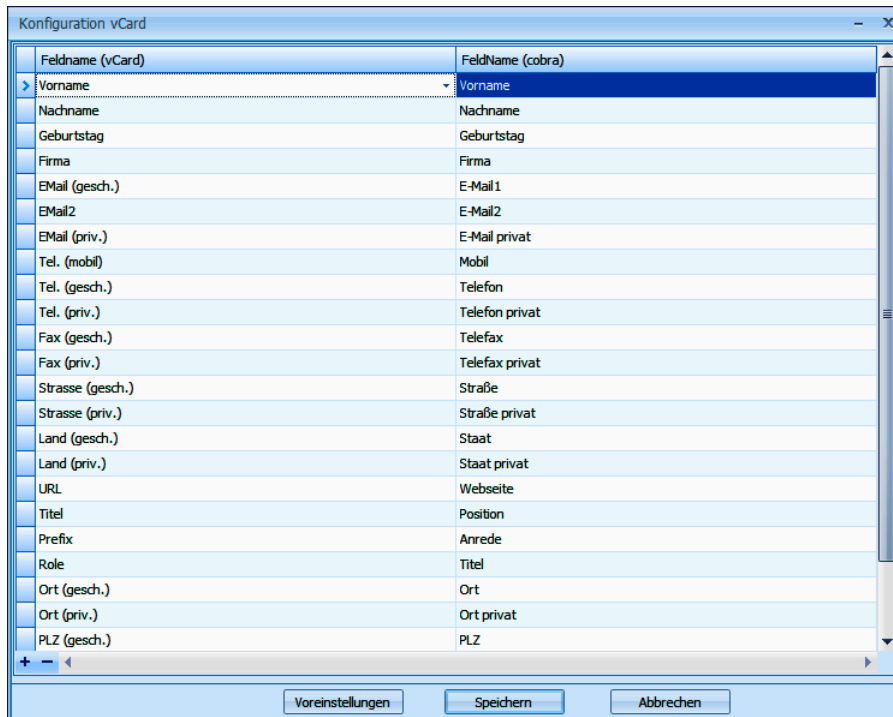 Konfiguration vCard
Feldname (vCard) FeldName (cobra)
Vorname Vorname
Nachname Nachname
Geburtstag Geburtstag
Firma Firma
EMail (gesch.) E-Mail1
EMail2 E-Mail2
EMail (priv.) E-Mail privat
Tel. (mobil) Mobil
Tel. (gesch.) Telefon
Tel. (priv.) Telefon privat
Fax (gesch.) Telefax
Fax (priv.) Telefax privat
Strasse (gesch.) Straße
Strasse (priv.) Straße privat
Land (gesch.) Staat
Land (priv.) Staat privat
URL Webseite
Titel Position
Prefix Anrede
Role Titel
Ort (gesch.) Ort
Ort (priv.) Ort privat
PLZ (gesch.) PLZ
Voreinstellungen Speichern Abbrechen